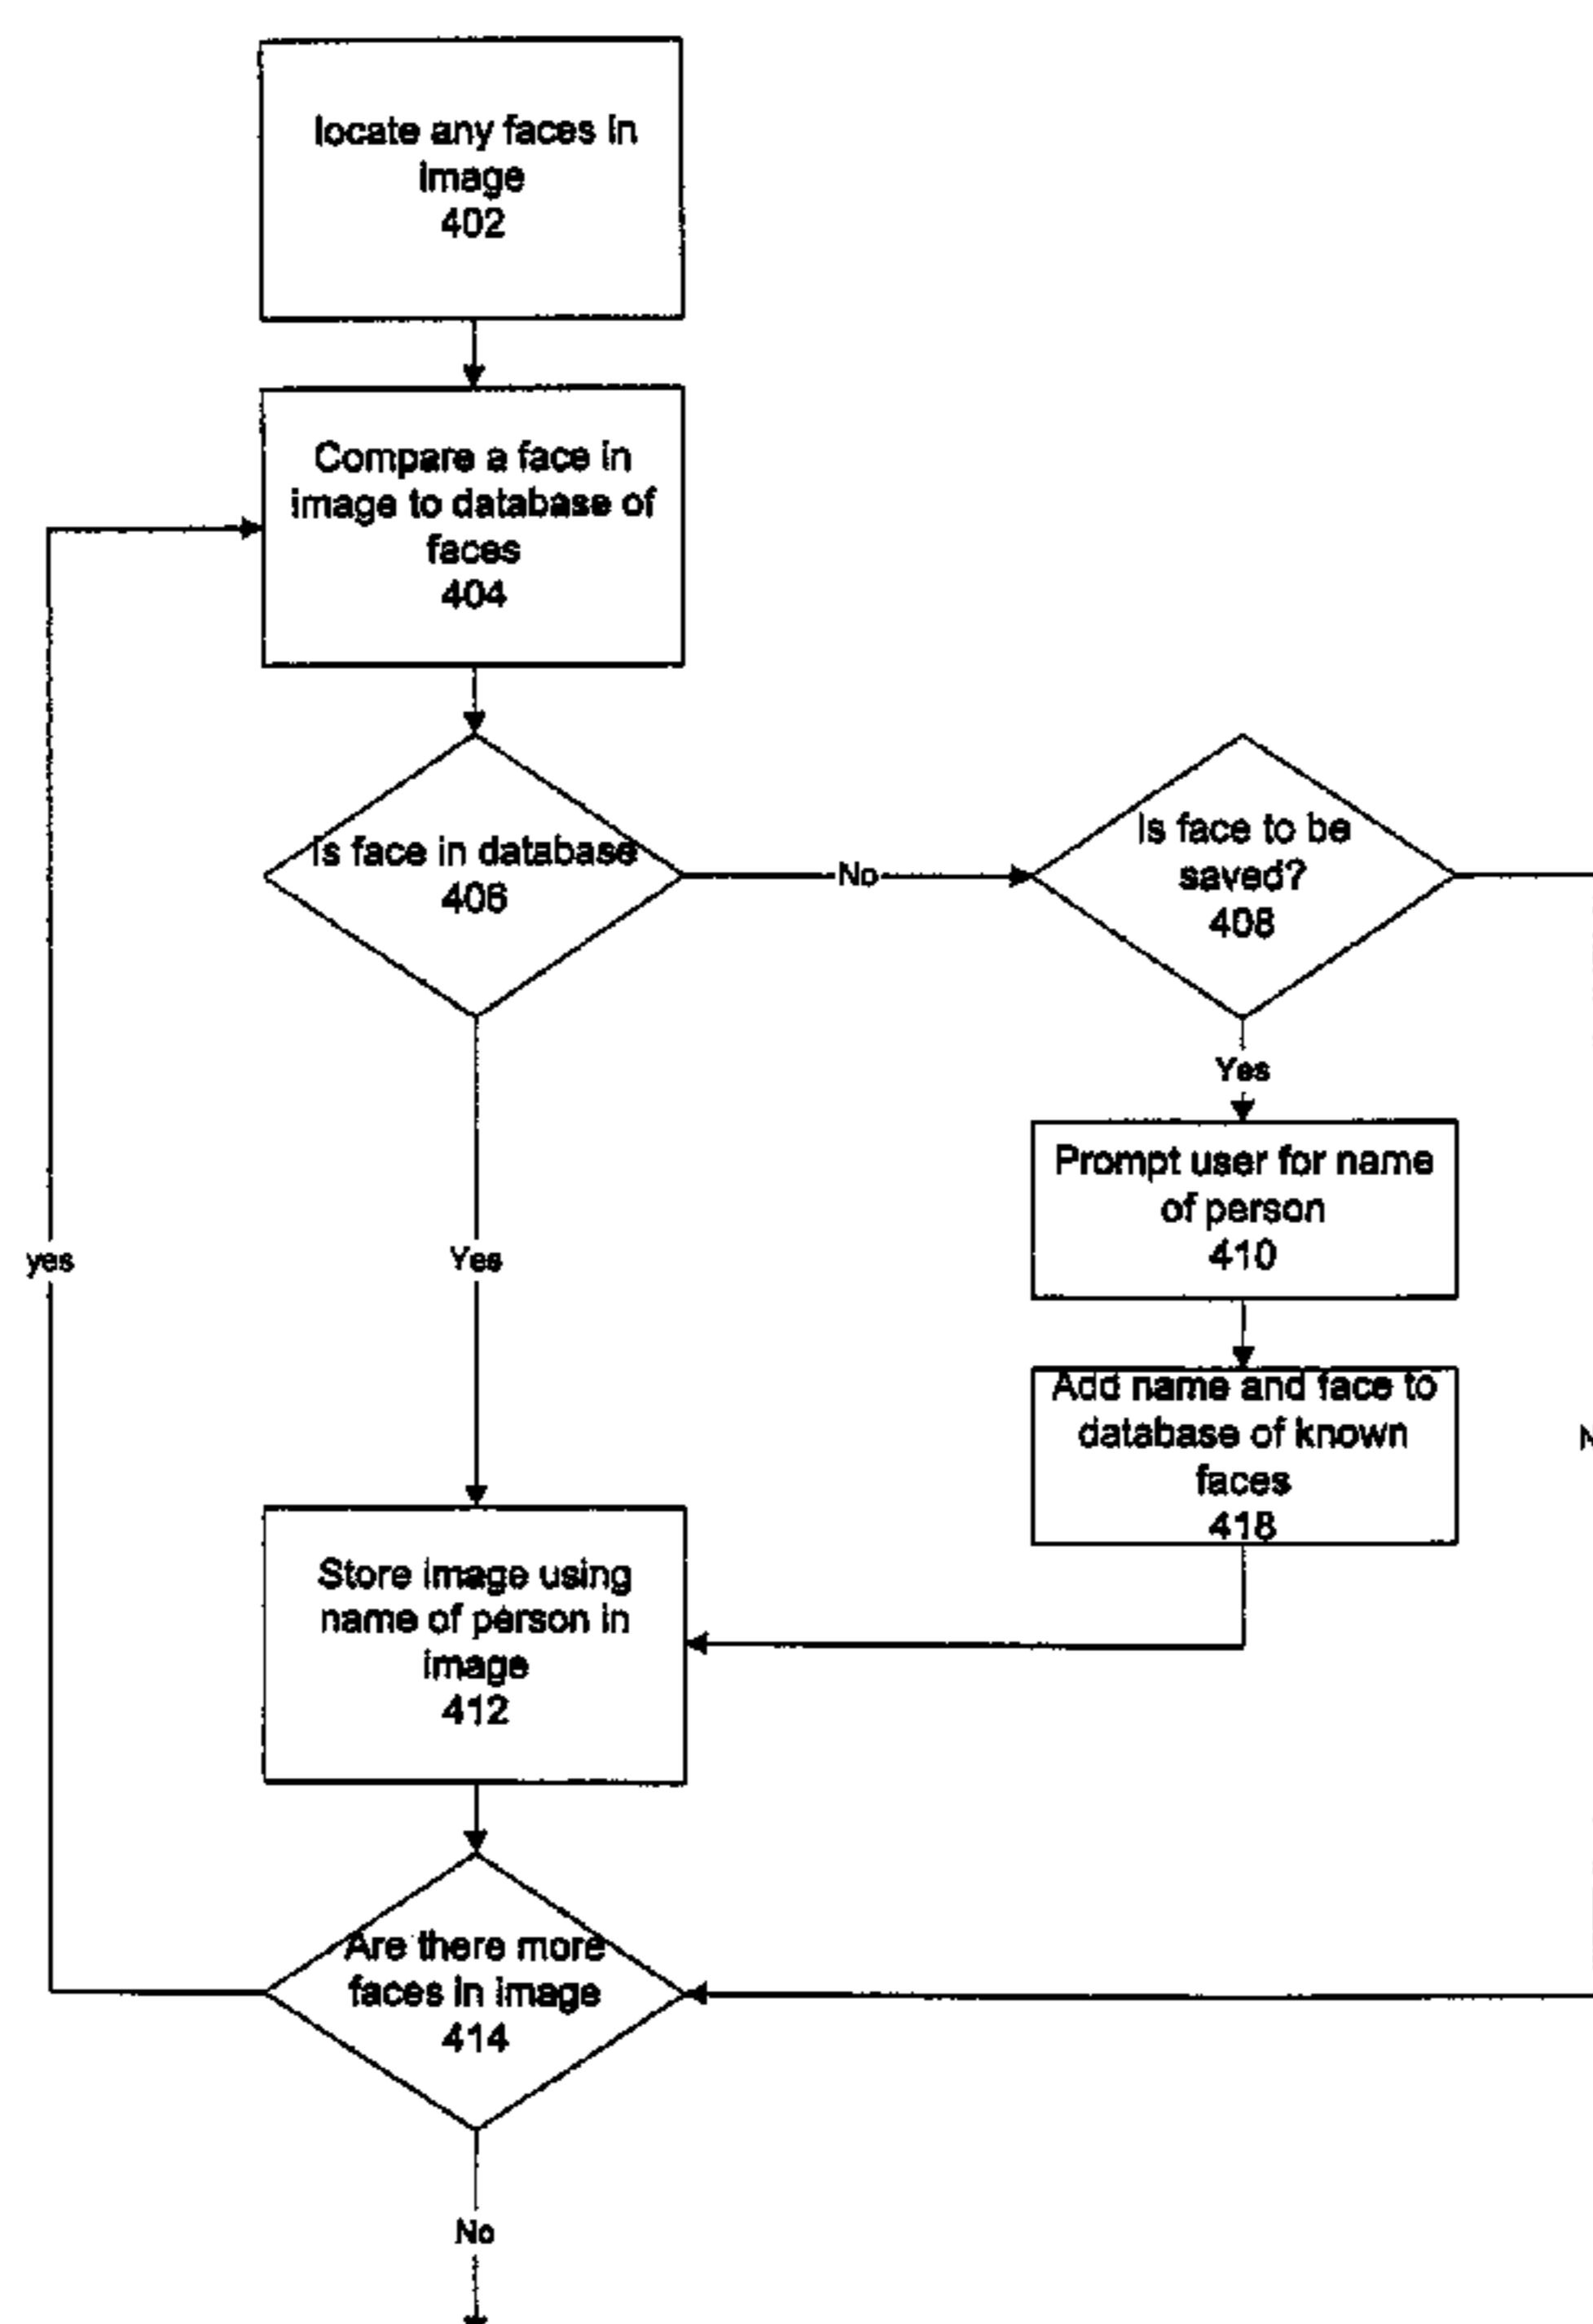 locate any faces in
image
402
Compare a face in
image to database of
faces
404
Is face in database
406
No
Is face to be
saved?
408
Yes
Prompt user for name
of person
410
yes
Yes
Add name and face to
database of known
faces
418
Store image using
name of person in
image
412
Are there more
faces in image
414
No